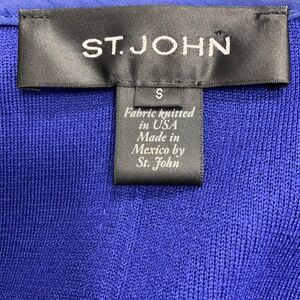 ST. JOHN
S
Fabric knitted
in USA
Made in
Mexico by
St. John